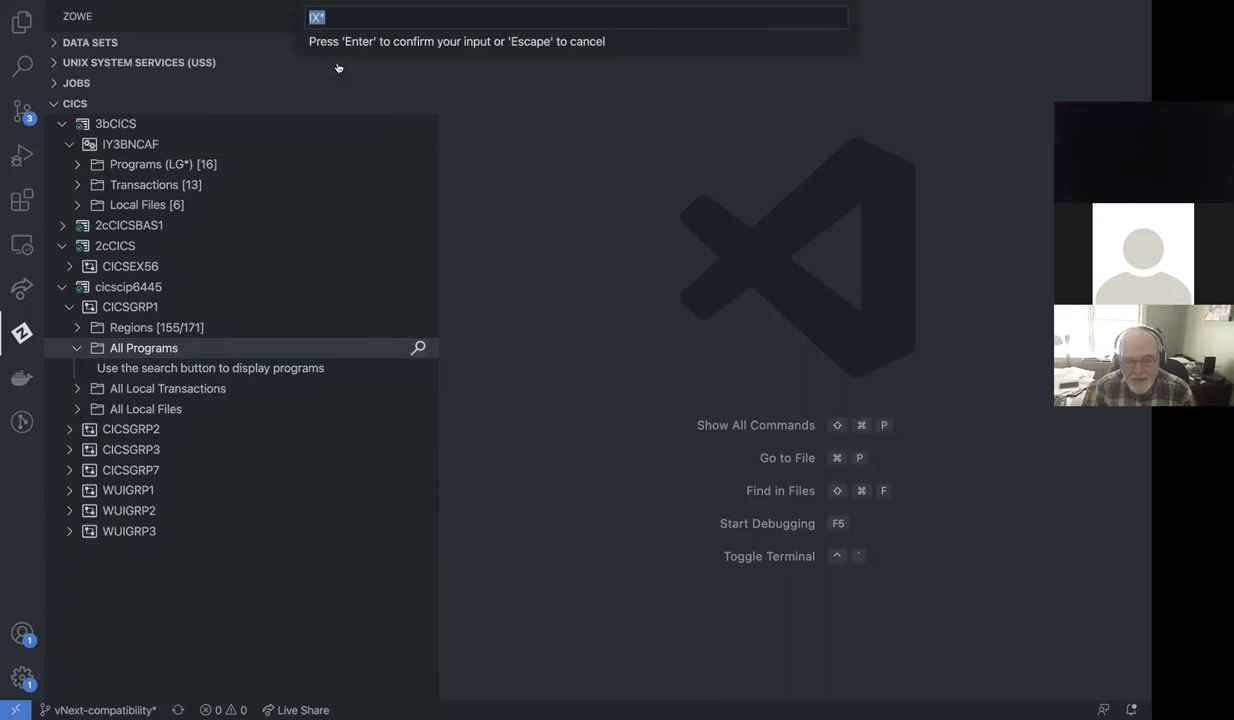 ZOWE
IX*
Press 'Enter' to confirm your input or 'Escape' to cancel
DATA SETS
UNIX SYSTEM SERVICES (USS)
JOBS
CICS
3bCICS
IY3BNCAF
Programs (LG*) [16]
Transactions [13]
Local Files [6]
2cCICSBAS1
2cCICS
CICSEX56
cicscip6445
CICSGRP1
Regions [155/171]
All Programs
Use the search button to display programs
All Local Transactions
All Local Files
CICSGRP2
CICSGRP3
CICSGRP7
WUIGRP1
WUIGRP2
WUIGRP3
3
Z
1
1
Show All Commands ⇧ ⌘ P
Go to File ⌘ P
Find in Files ⇧ ⌘ F
Start Debugging F5
Toggle Terminal ^ `
vNext-compatibility* 0 0 Live Share